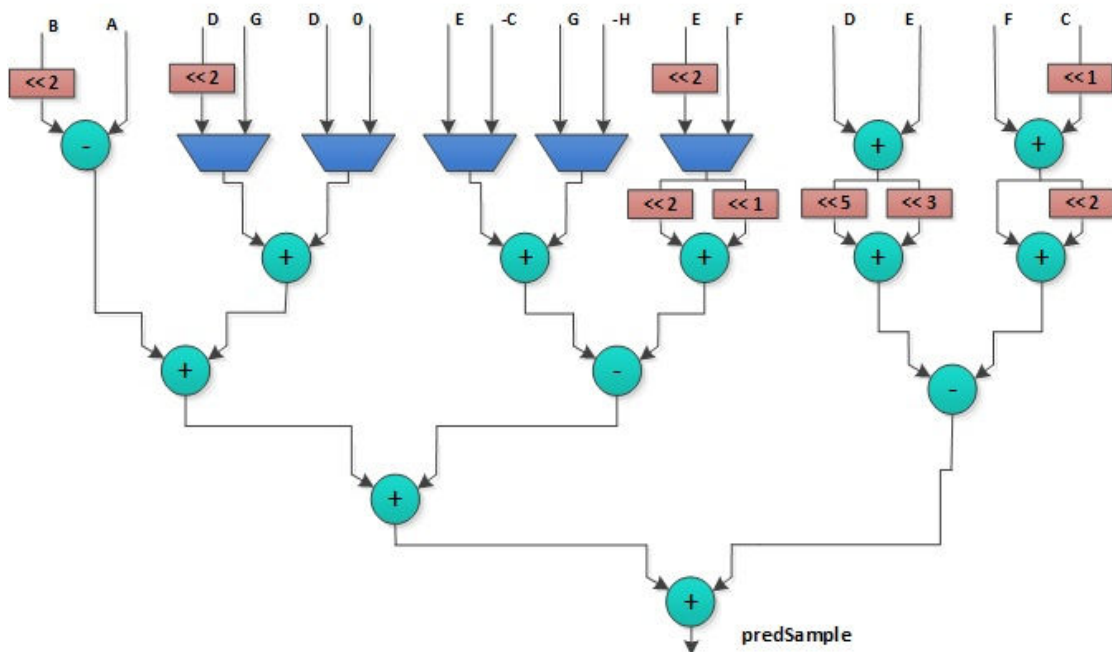 B A D G D 0 E -C G -H E F D E F C
<< 2 << 2 << 2 << 1
- + +
<< 2 << 1 << 5 << 3 << 2
+ + + + +
+ - -
+
+
predSample